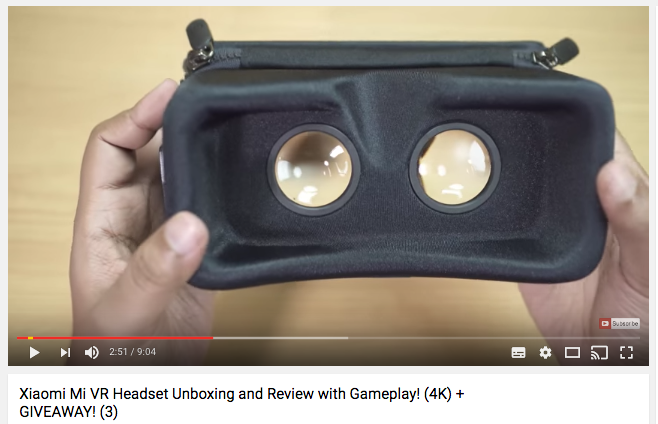 Subscribe
2:51 / 9:04
Xiaomi Mi VR Headset Unboxing and Review with Gameplay! (4K) +
GIVEAWAY! (3)